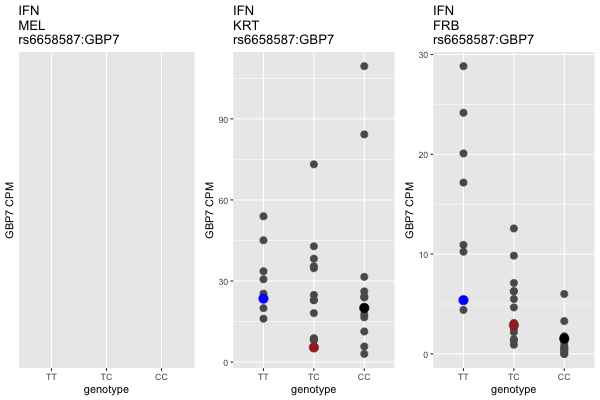 IFN
MEL
rs6658587:GBP7
GBP7 CPM
TT TC CC
genotype
IFN
KRT
rs6658587:GBP7
GBP7 CPM
90
60
30
0
TT TC CC
genotype
IFN
FRB
rs6658587:GBP7
GBP7 CPM
30
20
10
0
TT TC CC
genotype